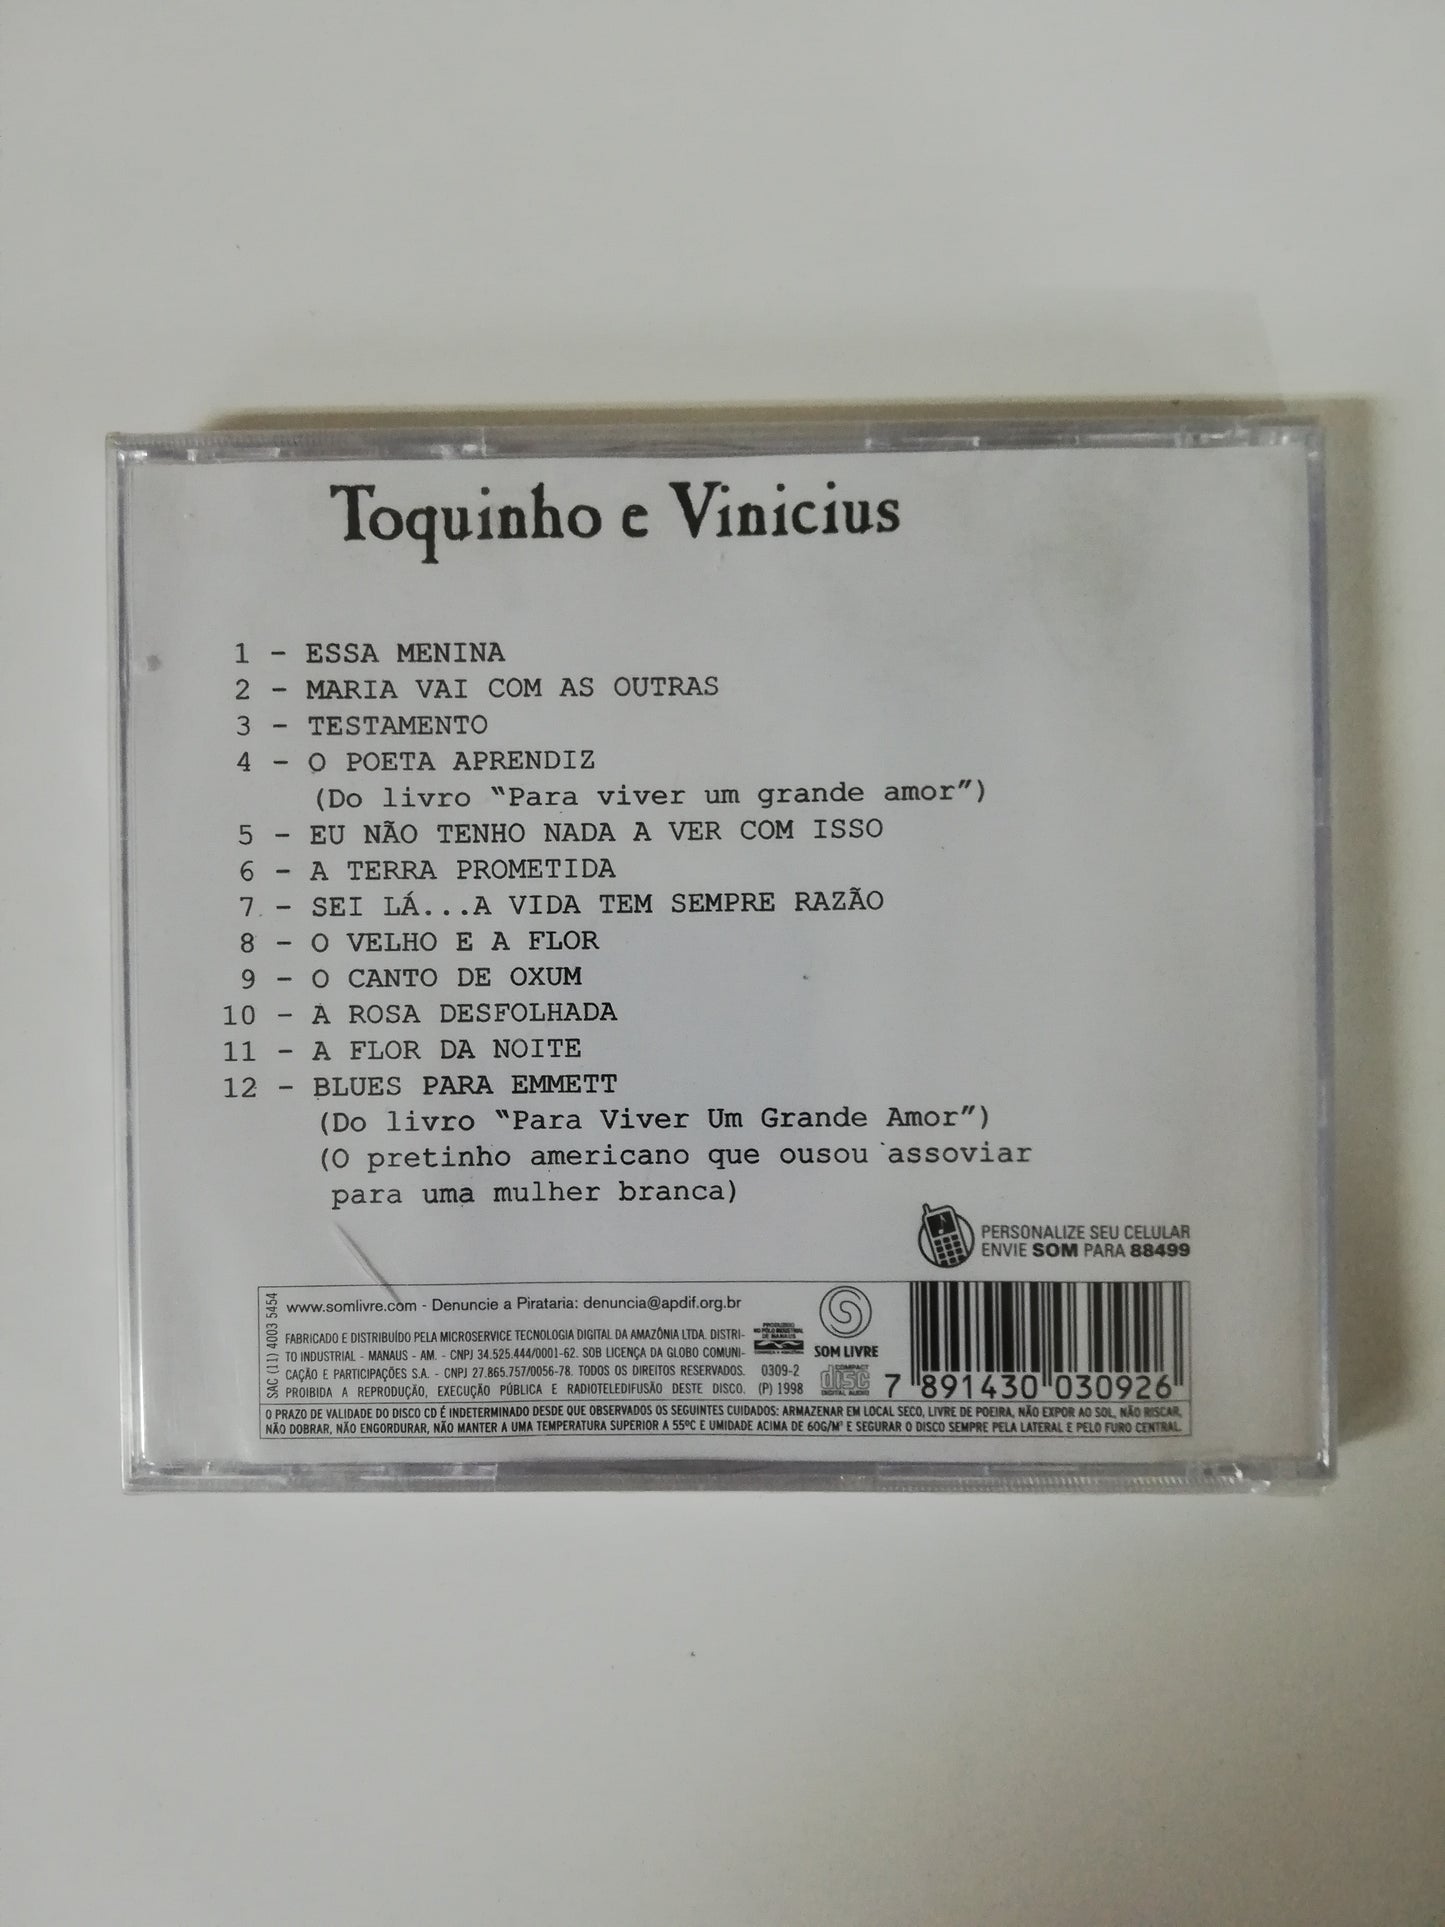 Toquinho e Vinicius
1 - ESSA MENINA
2 - MARIA VAI COM AS OUTRAS
3 - TESTAMENTO
4 - O POETA APRENDIZ
(Do livro "Para viver um grande amor")
5 - EU NÃO TENHO NADA A VER COM ISSO
6 - A TERRA PROMETIDA
7 - SEI LÁ...A VIDA TEM SEMPRE RAZÃO
8 - O VELHO E A FLOR
9 - O CANTO DE OXUM
10 - A ROSA DESFOLHADA
11 - A FLOR DA NOITE
12 - BLUES PARA EMMETT
(Do livro "Para Viver Um Grande Amor")
(O pretinho americano que ousou assoviar
para uma mulher branca)
PERSONALIZE SEU CELULAR
ENVIE SOM PARA 88499
SAC (11) 4003 5454
www.somlivre.com - Denuncie a Pirataria: denuncia@apdif.org.br
FABRICADO E DISTRIBUÍDO PELA MICROSERVICE TECNOLOGIA DIGITAL DA AMAZÔNIA LTDA. DISTRI-
TO INDUSTRIAL - MANAUS - AM. - CNPJ 34.525.444/0001-62. SOB LICENÇA DA GLOBO COMUNI-
CAÇÃO E PARTICIPAÇÕES S.A. - CNPJ 27.865.757/0056-78. TODOS OS DIREITOS RESERVADOS.
PROIBIDA A REPRODUÇÃO, EXECUÇÃO PÚBLICA E RADIOTELEDIFUSÃO DESTE DISCO.
PRODUZIDO
NO PÓLO INDUSTRIAL
DE MANAUS
CONHEÇA A AMAZÔNIA
0309-2
(P) 1998
SOM LIVRE
COMPACT
disc
DIGITAL AUDIO
7 891430 030926
O PRAZO DE VALIDADE DO DISCO CD É INDETERMINADO DESDE QUE OBSERVADOS OS SEGUINTES CUIDADOS: ARMAZENAR EM LOCAL SECO, LIVRE DE POEIRA, NÃO EXPOR AO SOL, NÃO RISCAR,
NÃO DOBRAR, NÃO ENGORDURAR, NÃO MANTER A UMA TEMPERATURA SUPERIOR A 55ºC E UMIDADE ACIMA DE 60G/M³ E SEGURAR O DISCO SEMPRE PELA LATERAL E PELO FURO CENTRAL.